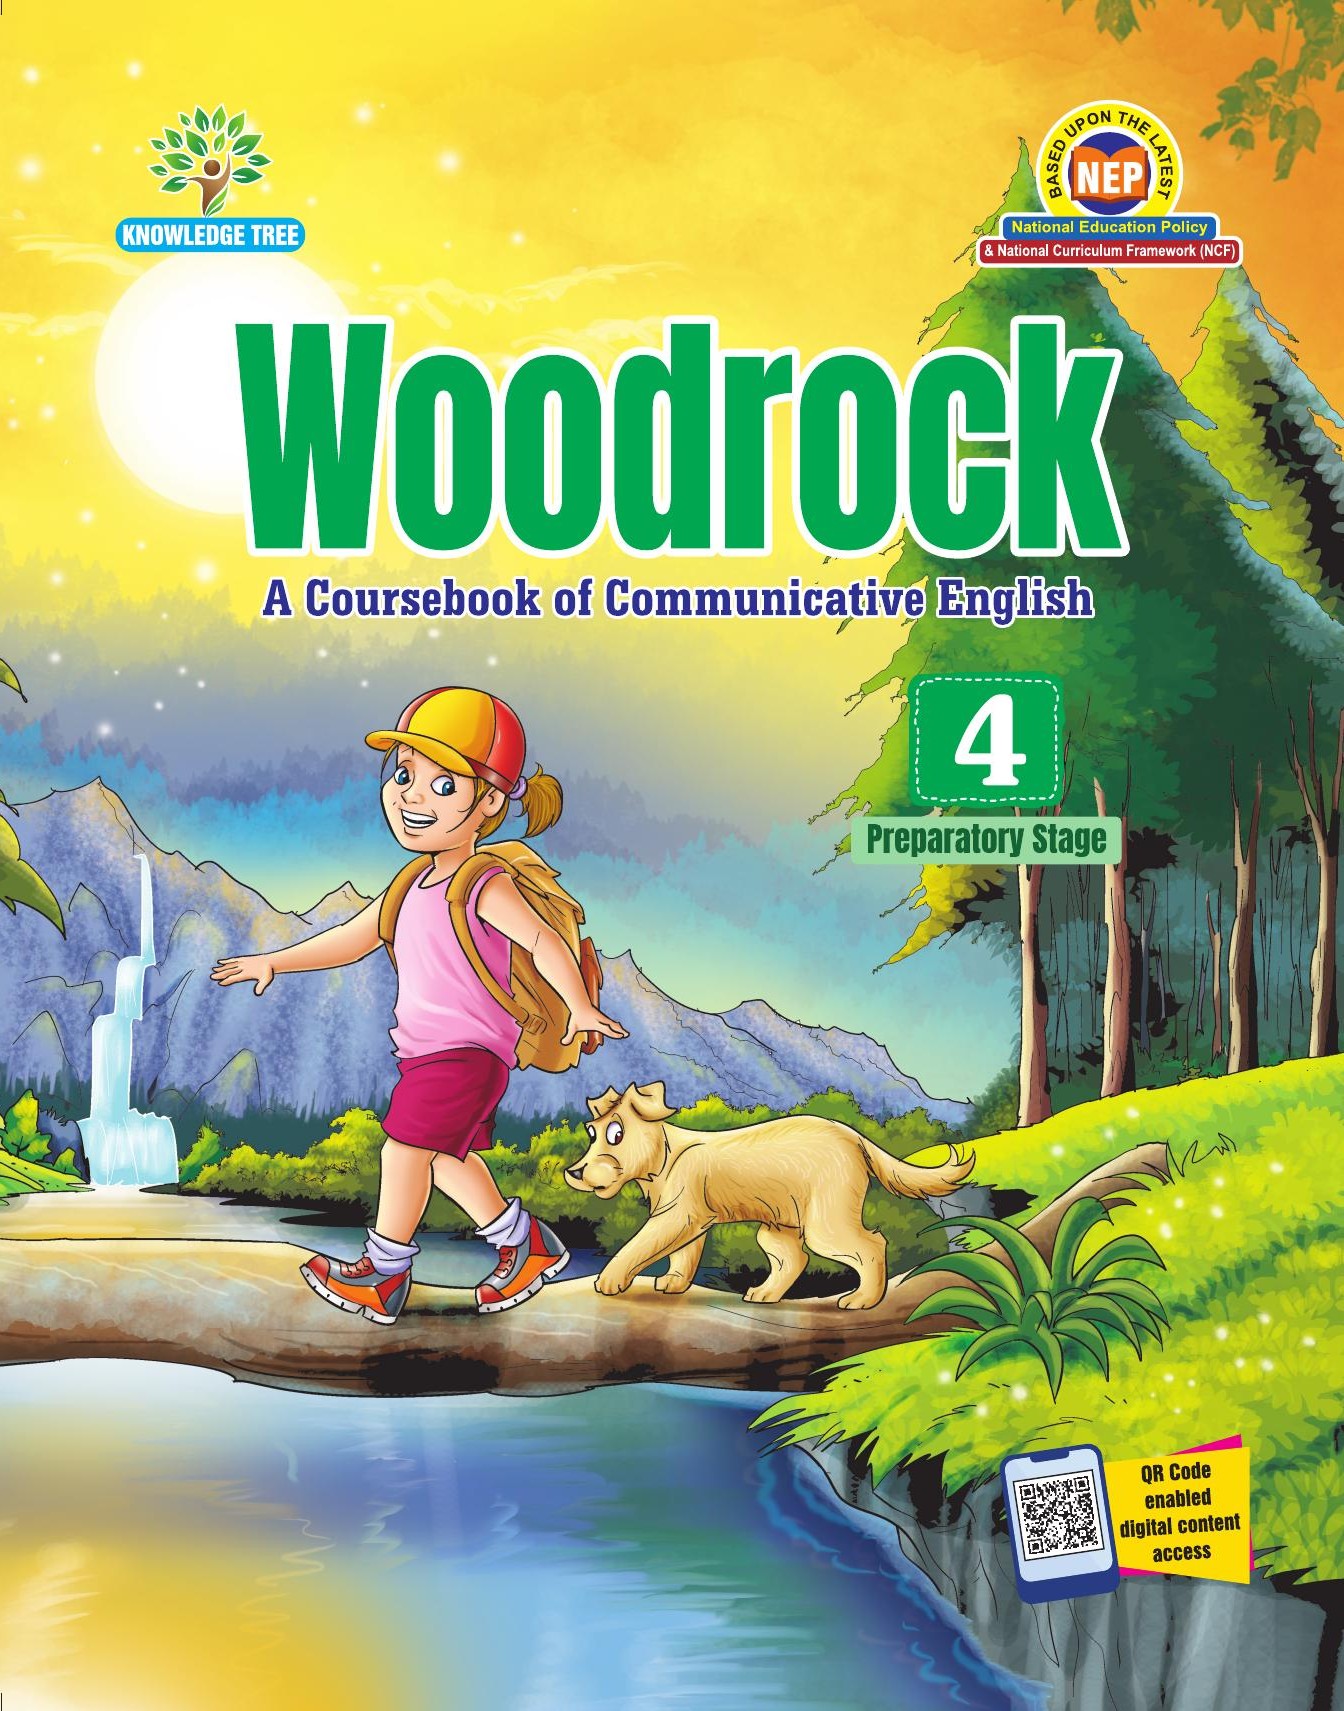 KNOWLEDGE TREE
BASED UPON THE LATEST
NEP
National Education Policy
& National Curriculum Framework (NCF)
Woodrock
A Coursebook of Communicative English
4
Preparatory Stage
QR Code
enabled
digital content
access